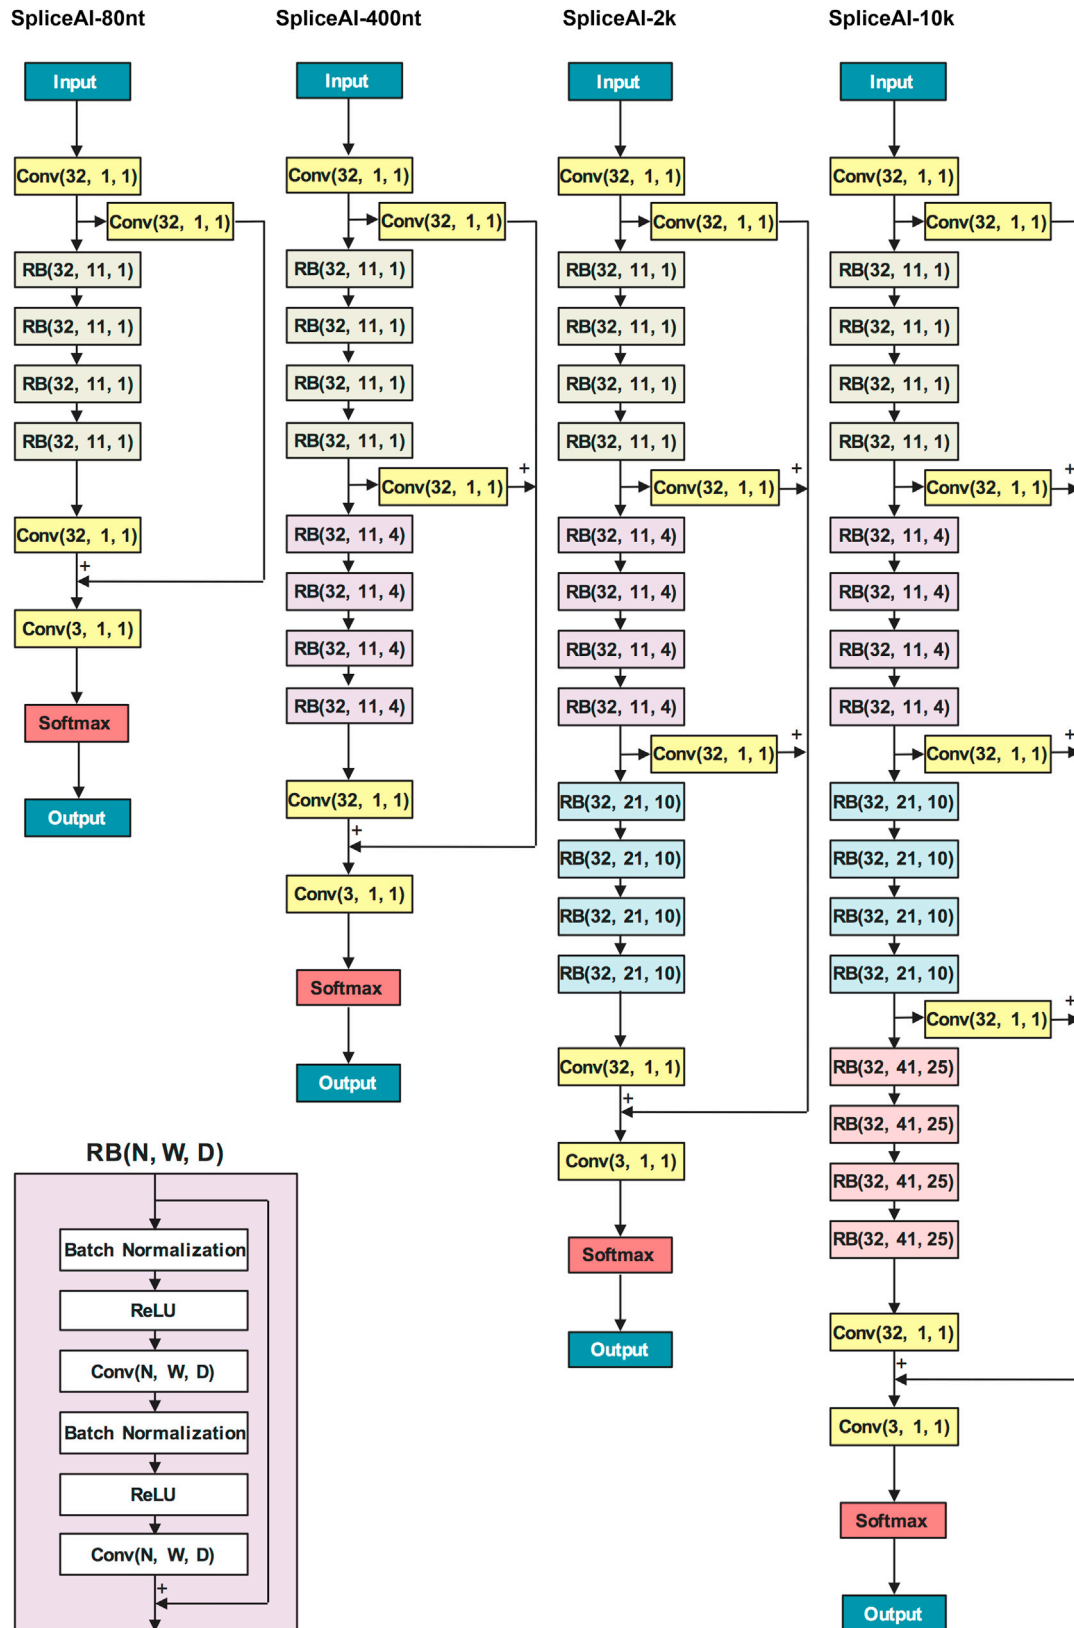 SpliceAI-80nt
Input
Conv(32, 1, 1)
Conv(32, 1, 1)
RB(32, 11, 1)
RB(32, 11, 1)
RB(32, 11, 1)
RB(32, 11, 1)
Conv(32, 1, 1)
+
Conv(3, 1, 1)
Softmax
Output
SpliceAI-400nt
Input
Conv(32, 1, 1)
Conv(32, 1, 1)
RB(32, 11, 1)
RB(32, 11, 1)
RB(32, 11, 1)
RB(32, 11, 1)
+
Conv(32, 1, 1)
RB(32, 11, 4)
RB(32, 11, 4)
RB(32, 11, 4)
RB(32, 11, 4)
Conv(32, 1, 1)
+
Conv(3, 1, 1)
Softmax
Output
SpliceAI-2k
Input
Conv(32, 1, 1)
Conv(32, 1, 1)
RB(32, 11, 1)
RB(32, 11, 1)
RB(32, 11, 1)
RB(32, 11, 1)
+
Conv(32, 1, 1)
RB(32, 11, 4)
RB(32, 11, 4)
RB(32, 11, 4)
RB(32, 11, 4)
+
Conv(32, 1, 1)
RB(32, 21, 10)
RB(32, 21, 10)
RB(32, 21, 10)
RB(32, 21, 10)
Conv(32, 1, 1)
+
Conv(3, 1, 1)
Softmax
Output
SpliceAI-10k
Input
Conv(32, 1, 1)
Conv(32, 1, 1)
RB(32, 11, 1)
RB(32, 11, 1)
RB(32, 11, 1)
RB(32, 11, 1)
+
Conv(32, 1, 1)
RB(32, 11, 4)
RB(32, 11, 4)
RB(32, 11, 4)
RB(32, 11, 4)
+
Conv(32, 1, 1)
RB(32, 21, 10)
RB(32, 21, 10)
RB(32, 21, 10)
RB(32, 21, 10)
+
Conv(32, 1, 1)
RB(32, 41, 25)
RB(32, 41, 25)
RB(32, 41, 25)
RB(32, 41, 25)
Conv(32, 1, 1)
+
Conv(3, 1, 1)
Softmax
Output
RB(N, W, D)
Batch Normalization
ReLU
Conv(N, W, D)
Batch Normalization
ReLU
Conv(N, W, D)
+